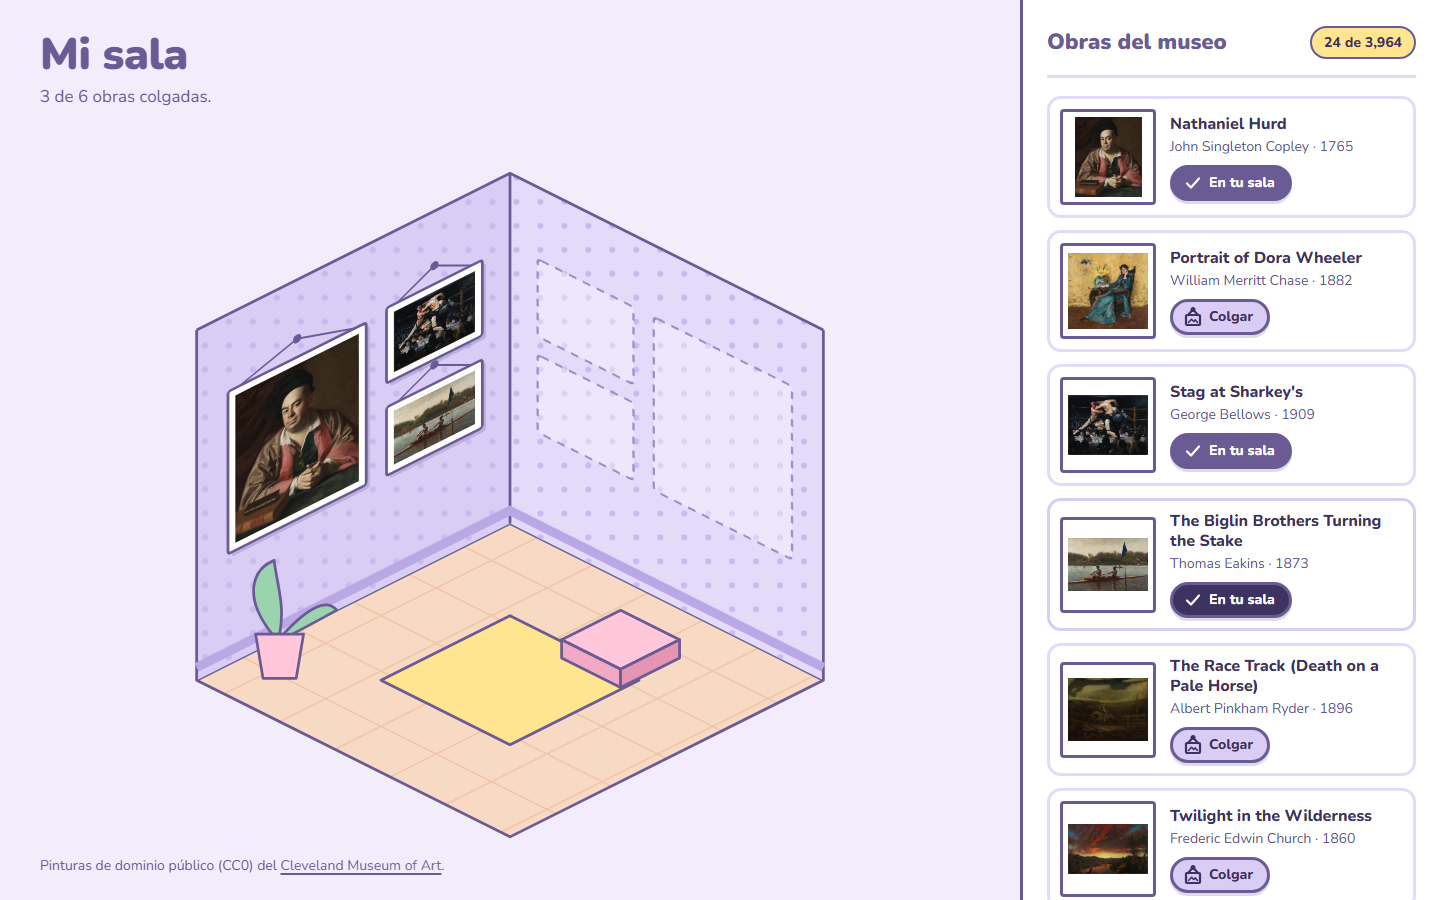 Mi sala
3 de 6 obras colgadas.
Pinturas de dominio público (CC0) del Cleveland Museum of Art.
Obras del museo
24 de 3,964
Nathaniel Hurd
John Singleton Copley · 1765
En tu sala
Portrait of Dora Wheeler
William Merritt Chase · 1882
Colgar
Stag at Sharkey's
George Bellows · 1909
En tu sala
The Biglin Brothers Turning
the Stake
Thomas Eakins · 1873
En tu sala
The Race Track (Death on a
Pale Horse)
Albert Pinkham Ryder · 1896
Colgar
Twilight in the Wilderness
Frederic Edwin Church · 1860
Colgar